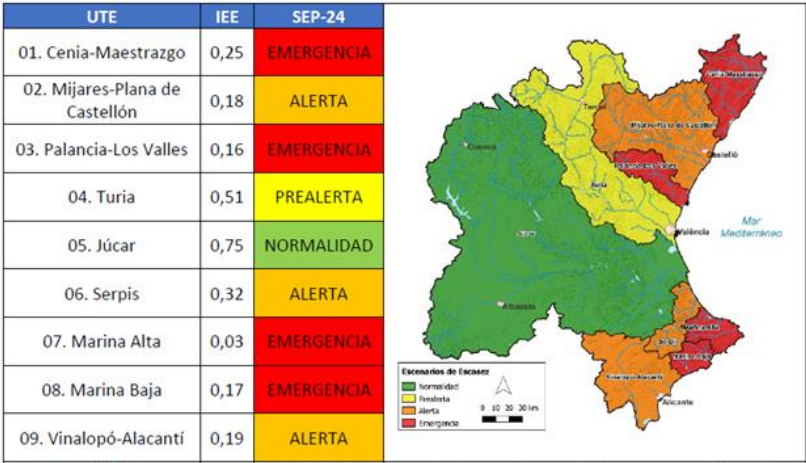 UTE IEE SEP-24
01. Cenia-Maestrazgo 0,25 EMERGENCIA
02. Mijares-Plana de
Castellón 0,18 ALERTA
03. Palancia-Los Valles 0,16 EMERGENCIA
04. Turia 0,51 PREALERTA
05. Júcar 0,75 NORMALIDAD
06. Serpis 0,32 ALERTA
07. Marina Alta 0,03 EMERGENCIA
08. Marina Baja 0,17 EMERGENCIA
09. Vinalopó-Alacantí 0,19 ALERTA
Cenia-Maestrazgo
Teruel
Mijares-Plana de Castellón
Cuenca
Castelló
Palancia-Los Valles
Turia
València
Mar
Mediterráneo
Júcar
Albacete
Marina Alta
Serpis
Marina Baja
Vinalopó-Alacantí
Alicante
Escenarios de Escasez
Normalidad
Prealerta
Alerta
Emergencia
0 10 20 30 km